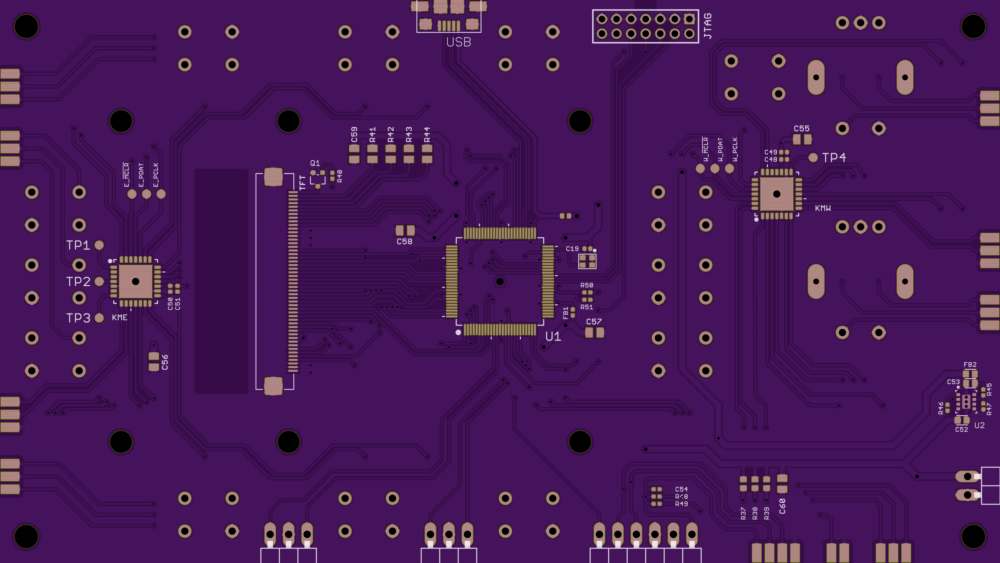 USB
JTAG
C59
R41
R42
R43
R44
Q1
R40
TFT
E_MCLR
E_PDAT
E_PCLK
W_MCLR
W_PDAT
W_PCLK
C55
C49
C48
TP4
KMW
TP1
TP2
TP3
KME
C50
C51
C56
C58
C19
R50
R51
FB1
C57
U1
FB2
C53
R45
R46
R47
C52
U2
C54
R48
R49
R37
R38
R39
C60